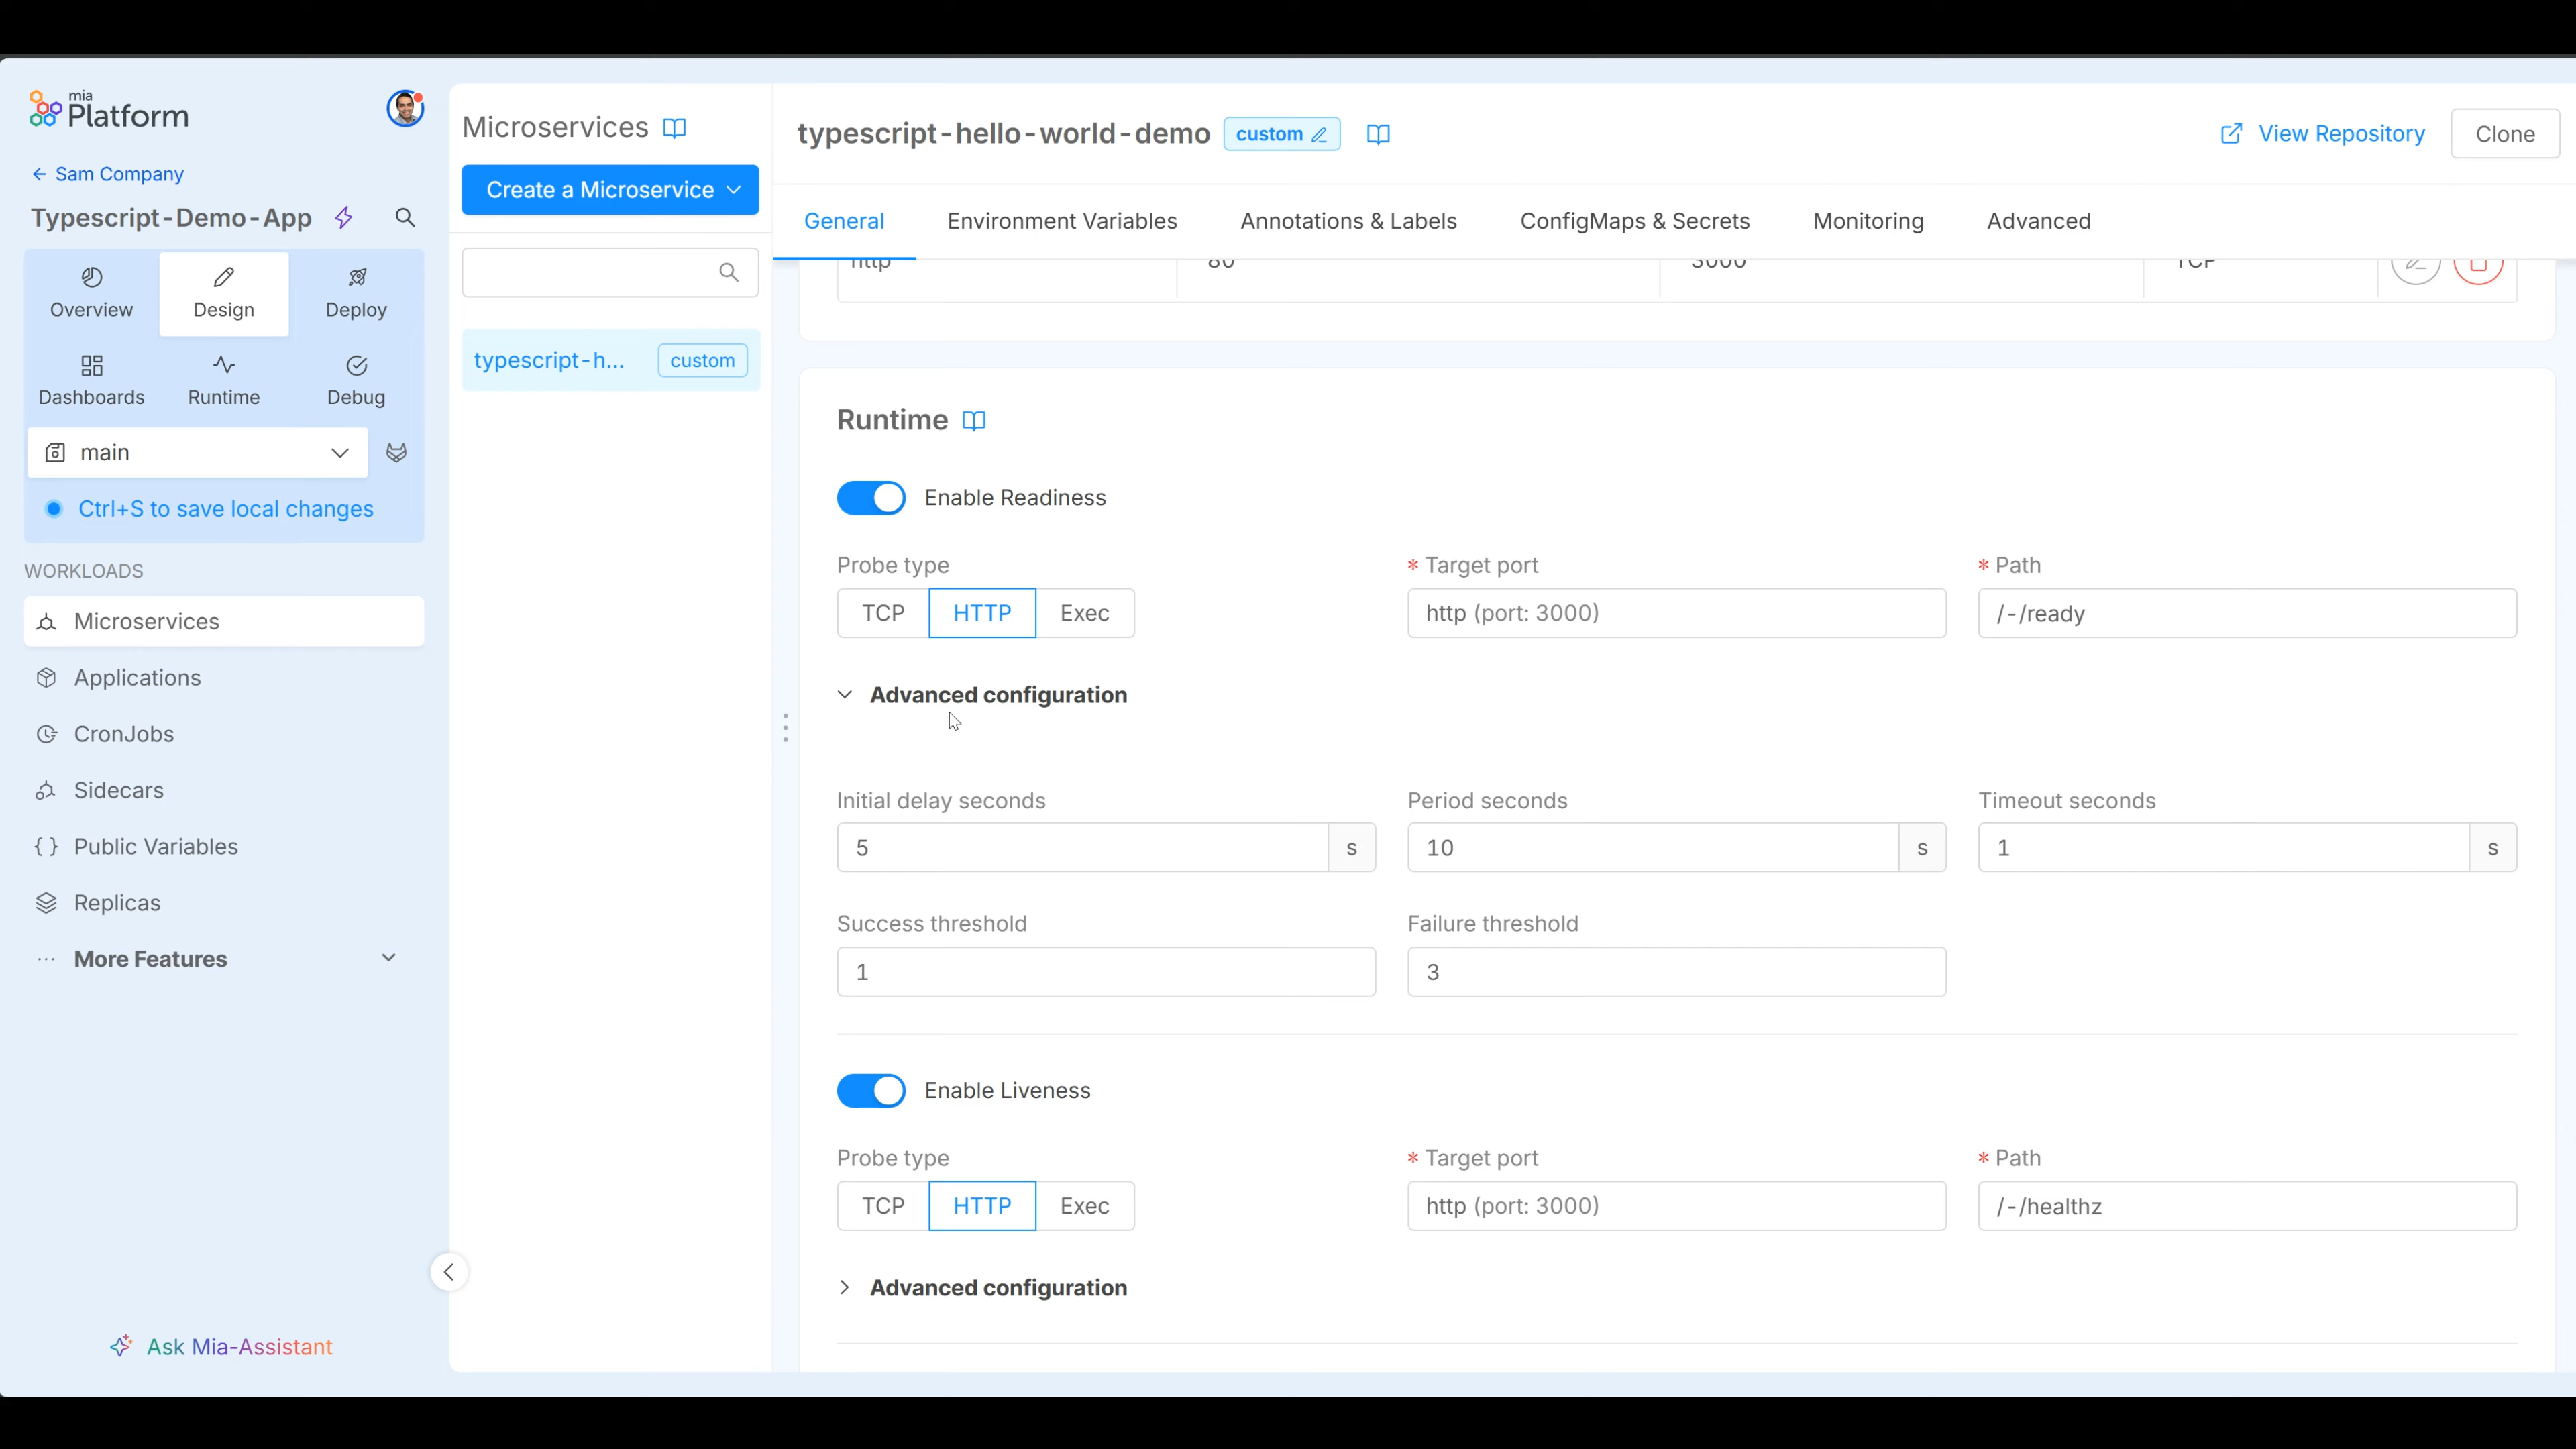 mia
Platform
Sam Company
Typescript-Demo-App
Overview
Design
Deploy
Dashboards
Runtime
Debug
main
Ctrl+S to save local changes
WORKLOADS
Microservices
Applications
CronJobs
Sidecars
Public Variables
Replicas
More Features
Ask Mia-Assistant
Microservices
Create a Microservice
typescript-h... custom
typescript-hello-world-demo custom
View Repository
Clone
General Environment Variables Annotations & Labels ConfigMaps & Secrets Monitoring Advanced
http 80 3000 TCP
Runtime
Enable Readiness
Probe type * Target port * Path
TCP HTTP Exec http (port: 3000) /-/ready
Advanced configuration
Initial delay seconds Period seconds Timeout seconds
5 s 10 s 1 s
Success threshold Failure threshold
1 3
Enable Liveness
Probe type * Target port * Path
TCP HTTP Exec http (port: 3000) /-/healthz
Advanced configuration